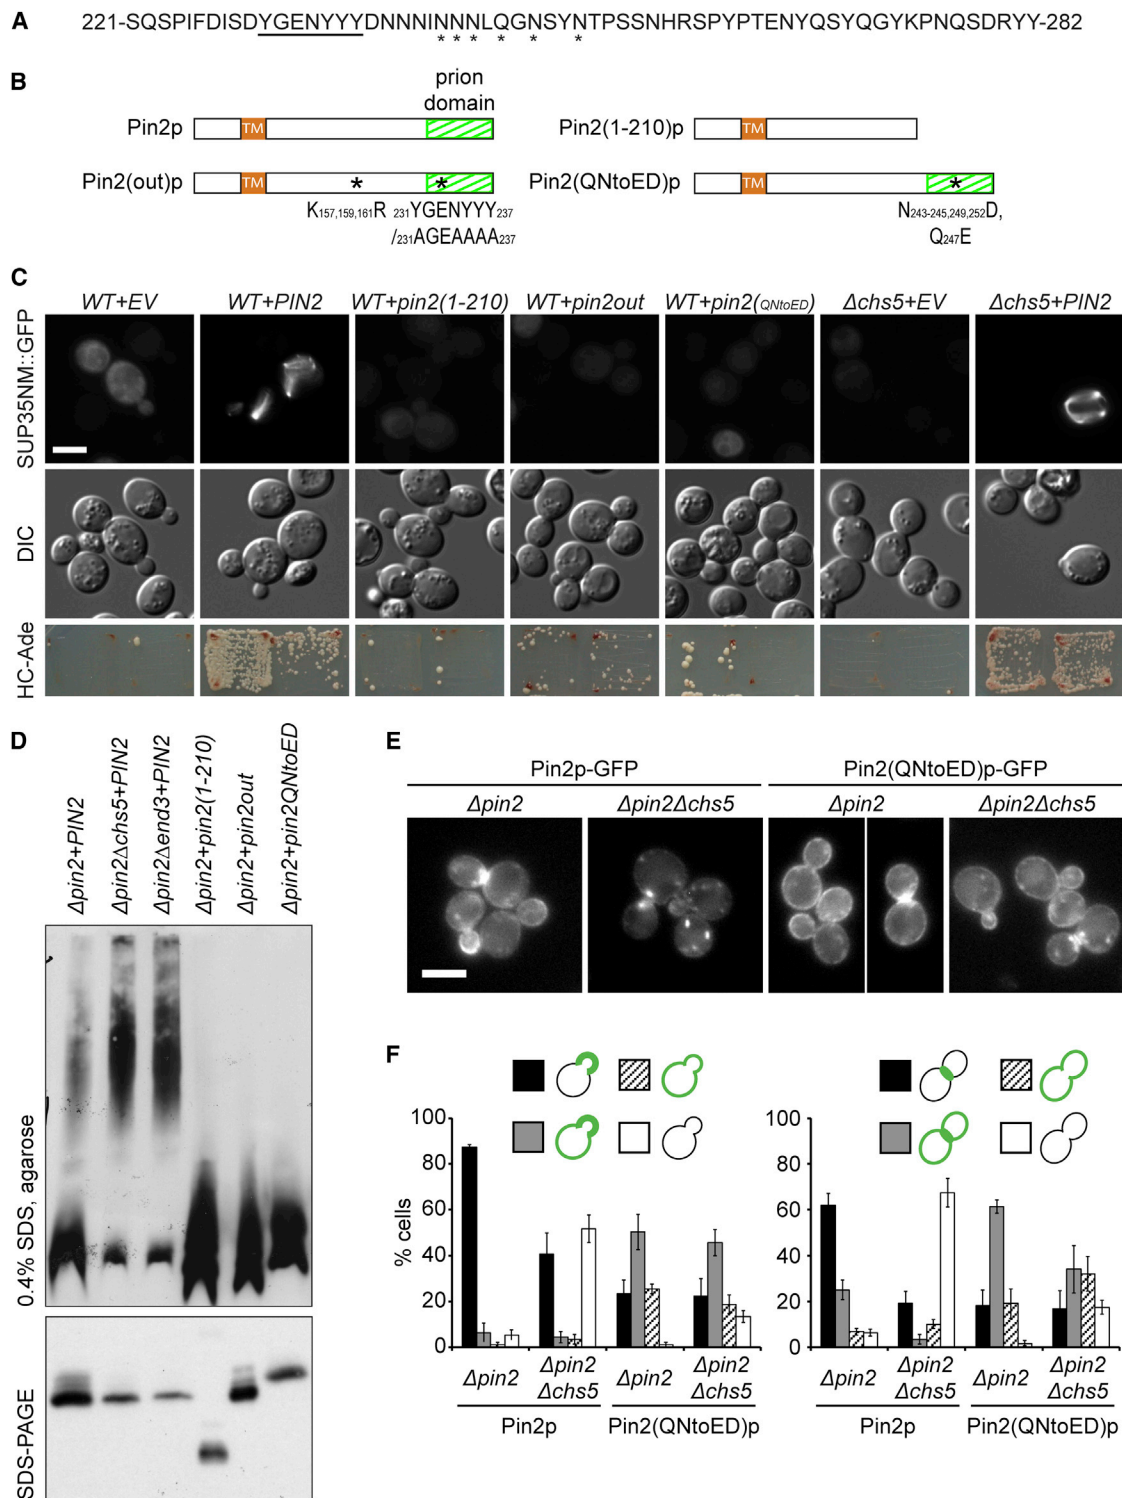 A
221-SQSPIFDISDYGENYYYDNNNINNNLQGNSYNTPSSNHRSPYPTENYQSYQGYKPNQSDRYY-282
* * * * * *
B
prion
domain
Pin2p
TM
Pin2(1-210)p
TM
Pin2(out)p
TM
*
*
K157,159,161R 231YGENYYY237
/231AGEAAAA237
Pin2(QNtoED)p
TM
*
N243-245,249,252D,
Q247E
C
WT+EV
WT+PIN2
WT+pin2(1-210)
WT+pin2out
WT+pin2(QNtoED)
Δchs5+EV
Δchs5+PIN2
SUP35NM::GFP
DIC
HC-Ade
D
Δpin2+PIN2
Δpin2Δchs5+PIN2
Δpin2Δend3+PIN2
Δpin2+pin2(1-210)
Δpin2+pin2out
Δpin2+pin2QNtoED
0.4% SDS, agarose
SDS-PAGE
E
Pin2p-GFP
Pin2(QNtoED)p-GFP
Δpin2
Δpin2Δchs5
Δpin2
Δpin2Δchs5
F
% cells
100
80
60
40
20
0
Δpin2
Δpin2
Δchs5
Δpin2
Δpin2
Δchs5
Pin2p
Pin2(QNtoED)p
100
80
60
40
20
0
Δpin2
Δpin2
Δchs5
Δpin2
Δpin2
Δchs5
Pin2p
Pin2(QNtoED)p